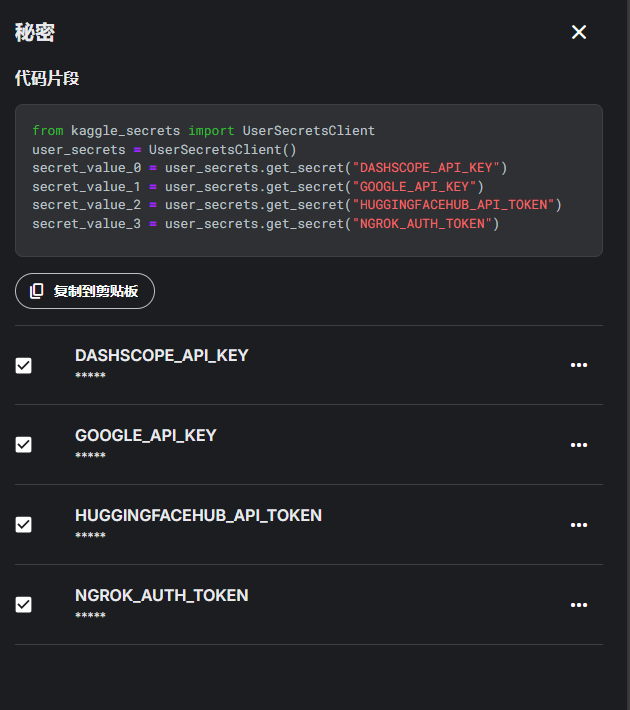 秘密
代码片段
from kaggle_secrets import UserSecretsClient
user_secrets = UserSecretsClient()
secret_value_0 = user_secrets.get_secret("DASHSCOPE_API_KEY")
secret_value_1 = user_secrets.get_secret("GOOGLE_API_KEY")
secret_value_2 = user_secrets.get_secret("HUGGINGFACEHUB_API_TOKEN")
secret_value_3 = user_secrets.get_secret("NGROK_AUTH_TOKEN")
复制到剪贴板
DASHSCOPE_API_KEY
*****
GOOGLE_API_KEY
*****
HUGGINGFACEHUB_API_TOKEN
*****
NGROK_AUTH_TOKEN
*****